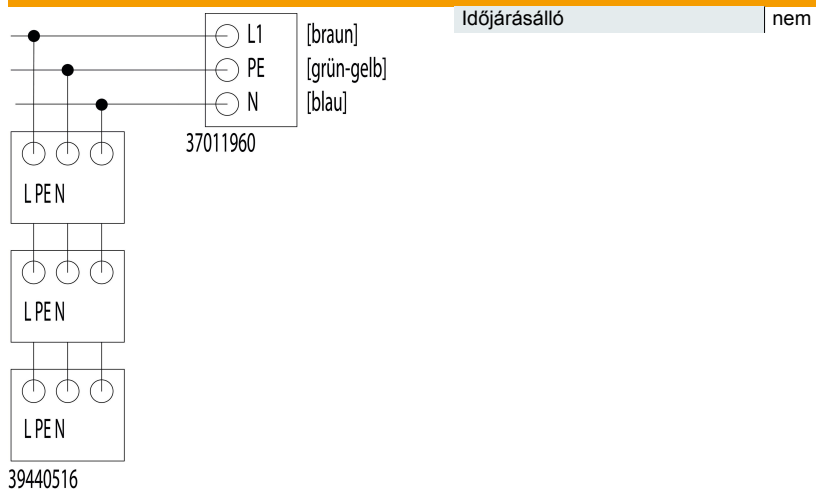 Időjárásálló nem
L1 [braun]
PE [grün-gelb]
N [blau]
37011960
L PE N
L PE N
L PE N
39440516